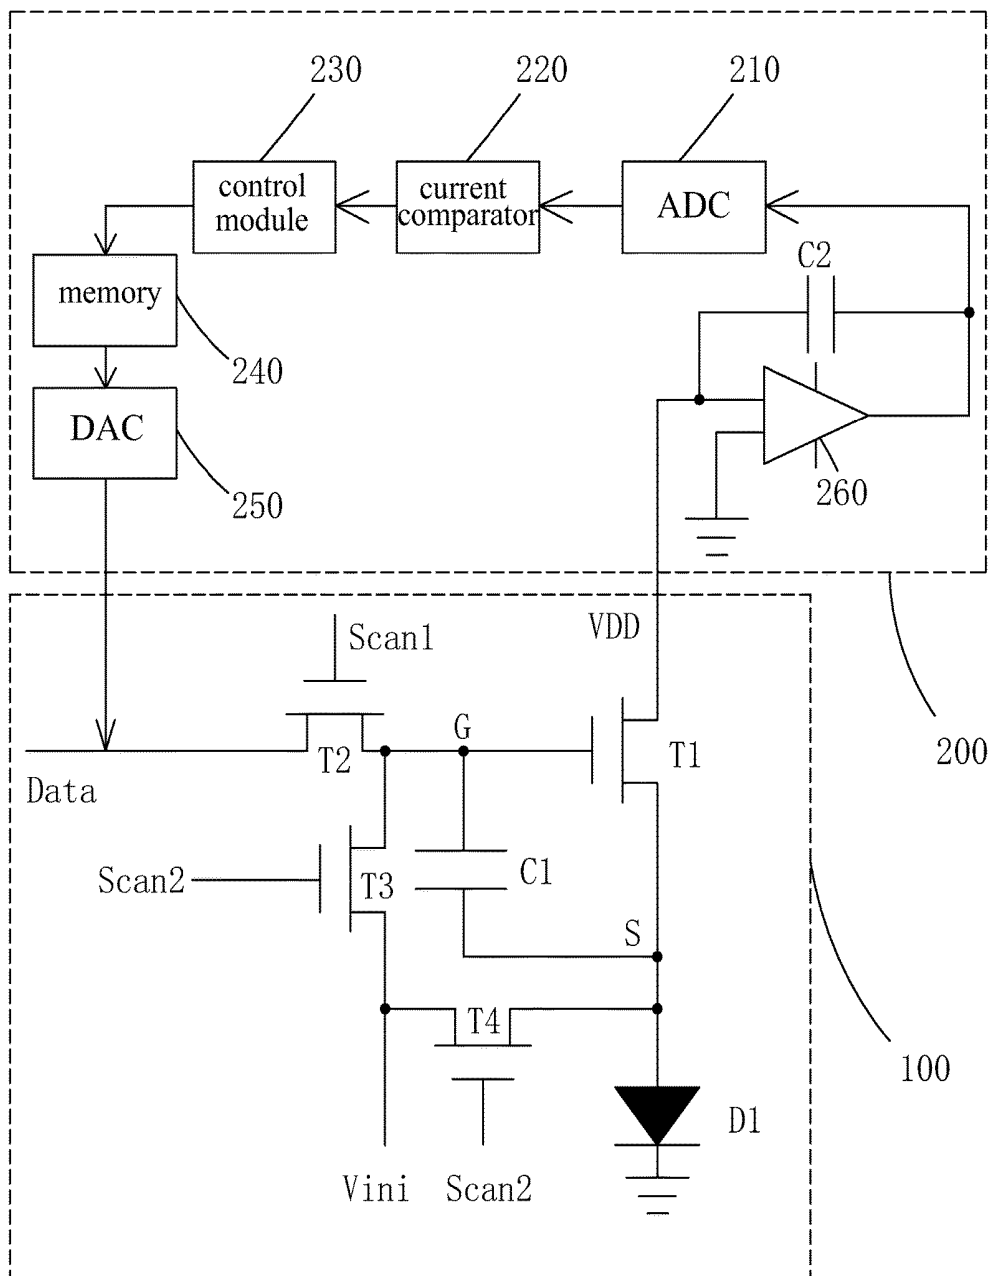 230
220
210
control
module
current
comparator
ADC
C2
memory
240
DAC
250
260
VDD
Scan1
G
T2
T1
200
Data
Scan2
T3
C1
S
T4
100
D1
Vini
Scan2